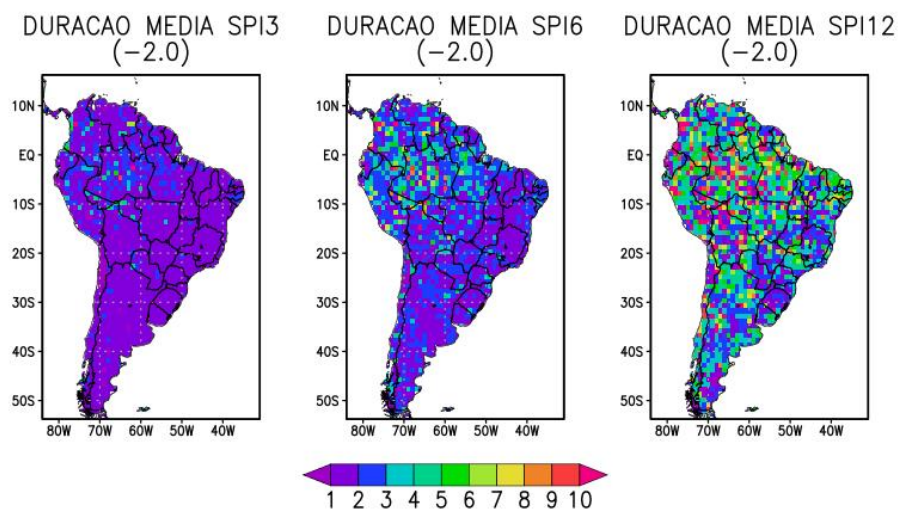 DURACAO MEDIA SPI3
(−2.0)
DURACAO MEDIA SPI6
(−2.0)
DURACAO MEDIA SPI12
(−2.0)
10N
EQ
10S
20S
30S
40S
50S
80W 70W 60W 50W 40W
10N
EQ
10S
20S
30S
40S
50S
80W 70W 60W 50W 40W
10N
EQ
10S
20S
30S
40S
50S
80W 70W 60W 50W 40W
1 2 3 4 5 6 7 8 9 10